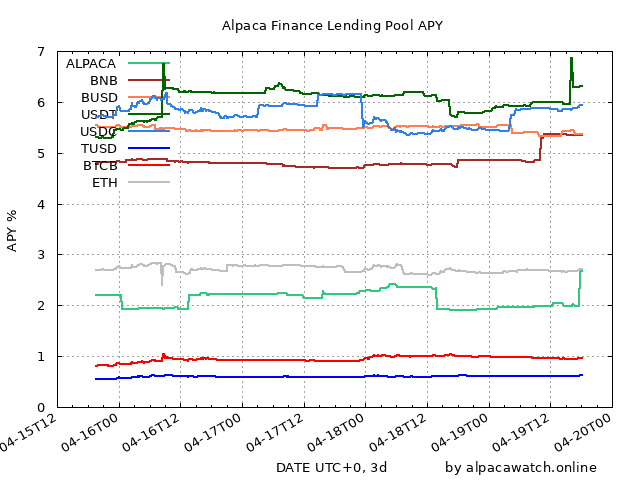 Alpaca Finance Lending Pool APY
7
6
5
4
3
2
1
0
APY %
ALPACA
BNB
BUSD
USDT
USDC
TUSD
BTCB
ETH
04-15T12
04-16T00
04-16T12
04-17T00
04-17T12
04-18T00
04-18T12
04-19T00
04-19T12
04-20T00
DATE UTC+0, 3d
by alpacawatch.online